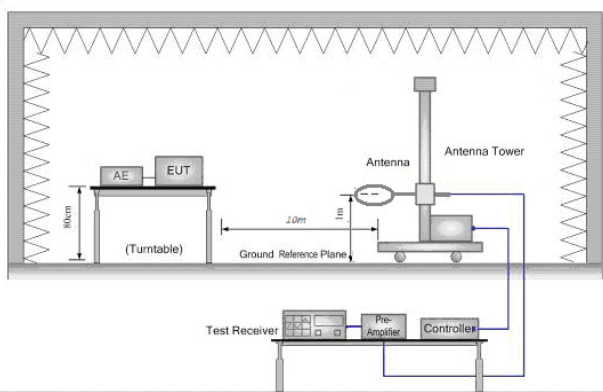 Antenna Tower
Antenna
EUT
AE
80cm
10m
1m
(Turntable)
Ground Reference Plane
Test Receiver
Pre-
Amplifier
Controller